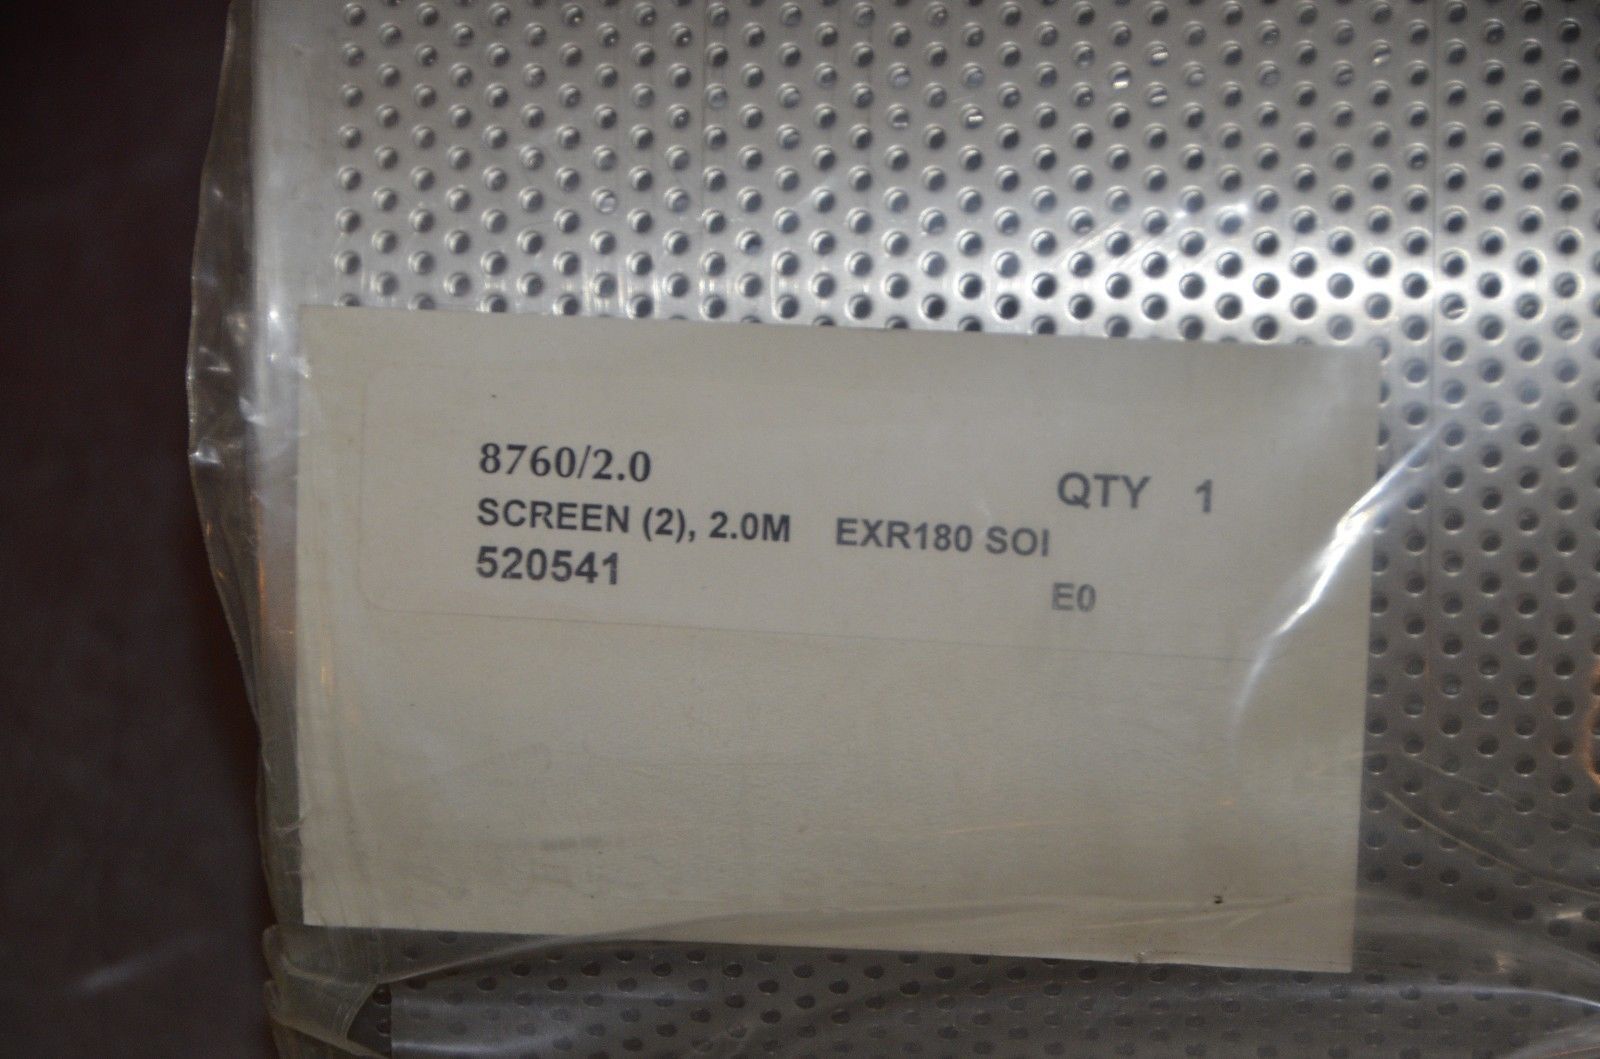 8760/2.0
QTY 1
SCREEN (2), 2.0M EXR180 SOI
520541
E0